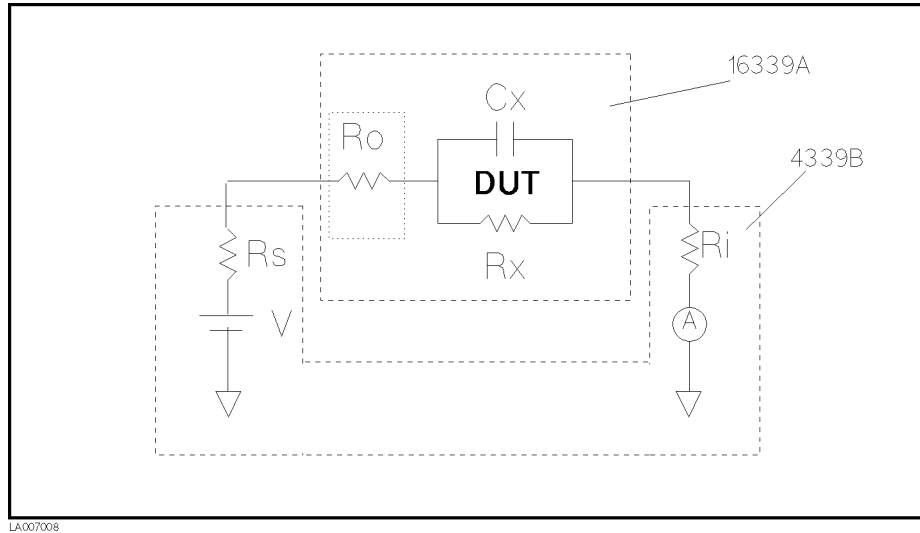 16339A
Cx
Ro
4339B
DUT
Rs
Ri
Rx
V
A
LA007008